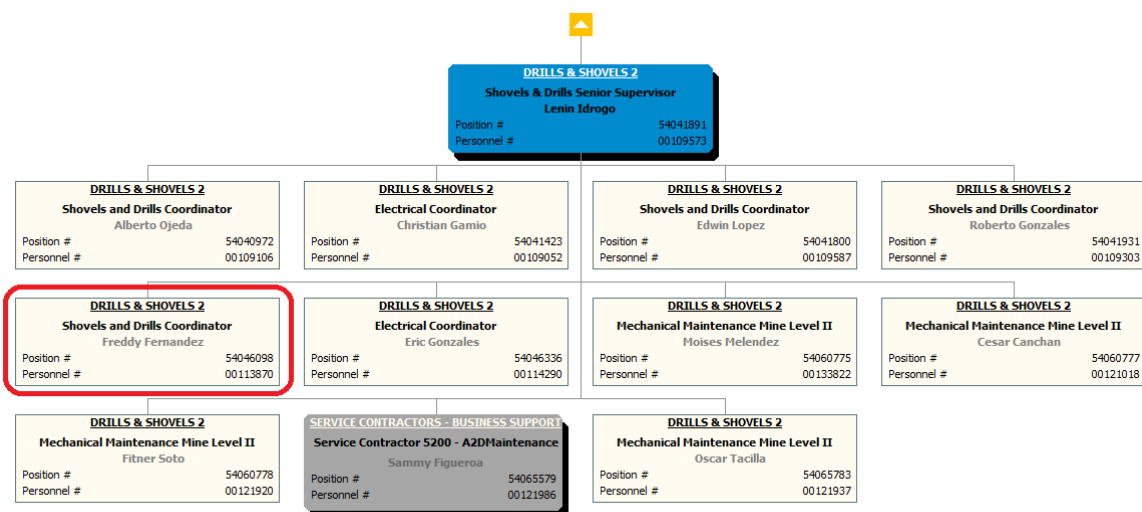 DRILLS & SHOVELS 2
Shovels & Drills Senior Supervisor
Lenin Idrogo
Position # 54041891
Personnel # 00109573
DRILLS & SHOVELS 2
Shovels and Drills Coordinator
Alberto Ojeda
Position # 54040972
Personnel # 00109106
DRILLS & SHOVELS 2
Electrical Coordinator
Christian Gamio
Position # 54041423
Personnel # 00109052
DRILLS & SHOVELS 2
Shovels and Drills Coordinator
Edwin Lopez
Position # 54041800
Personnel # 00109587
DRILLS & SHOVELS 2
Shovels and Drills Coordinator
Roberto Gonzales
Position # 54041931
Personnel # 00109303
DRILLS & SHOVELS 2
Shovels and Drills Coordinator
Freddy Fernandez
Position # 54046098
Personnel # 00113870
DRILLS & SHOVELS 2
Electrical Coordinator
Eric Gonzales
Position # 54046336
Personnel # 00114290
DRILLS & SHOVELS 2
Mechanical Maintenance Mine Level II
Moises Melendez
Position # 54060775
Personnel # 00133822
DRILLS & SHOVELS 2
Mechanical Maintenance Mine Level II
Cesar Canchan
Position # 54060777
Personnel # 00121018
DRILLS & SHOVELS 2
Mechanical Maintenance Mine Level II
Fitner Soto
Position # 54060778
Personnel # 00121920
SERVICE CONTRACTORS - BUSINESS SUPPORT
Service Contractor 5200 - A2DMaintenance
Sammy Figueroa
Position # 54065579
Personnel # 00121986
DRILLS & SHOVELS 2
Mechanical Maintenance Mine Level II
Oscar Tacilla
Position # 54065783
Personnel # 00121937